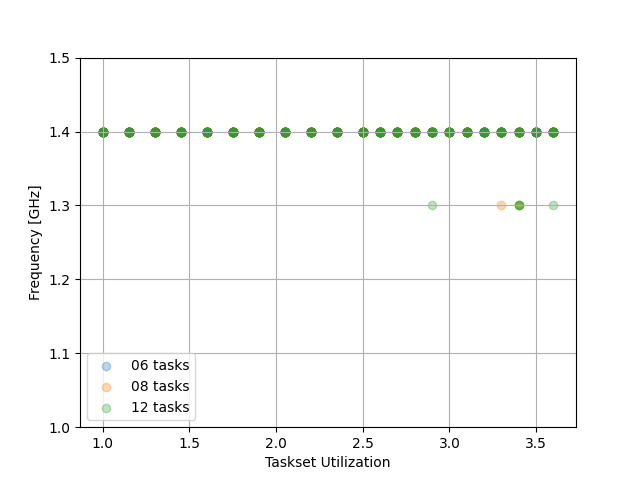 1.5
1.4
1.3
1.2
1.1
1.0
Frequency [GHz]
06 tasks
08 tasks
12 tasks
1.0 1.5 2.0 2.5 3.0 3.5
Taskset Utilization